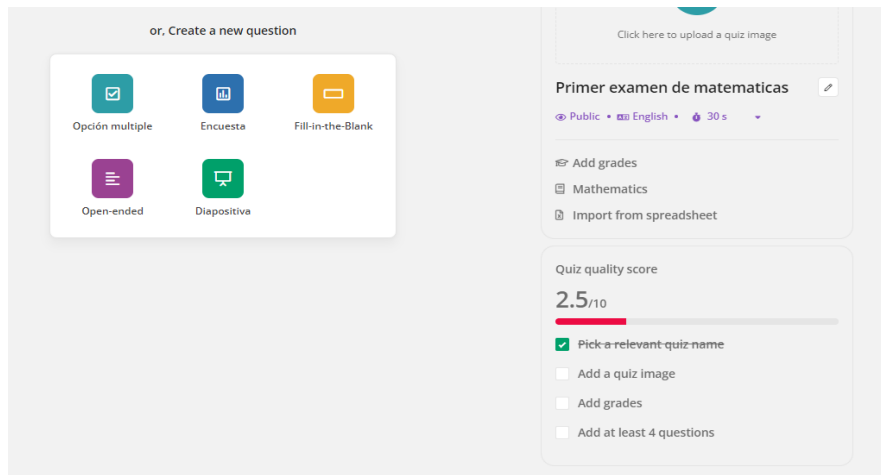 or, Create a new question
Opción multiple
Encuesta
Fill-in-the-Blank
Open-ended
Diapositiva
Click here to upload a quiz image
Primer examen de matematicas
Public • English • 30 s
Add grades
Mathematics
Import from spreadsheet
Quiz quality score
2.5/10
Pick a relevant quiz name
Add a quiz image
Add grades
Add at least 4 questions